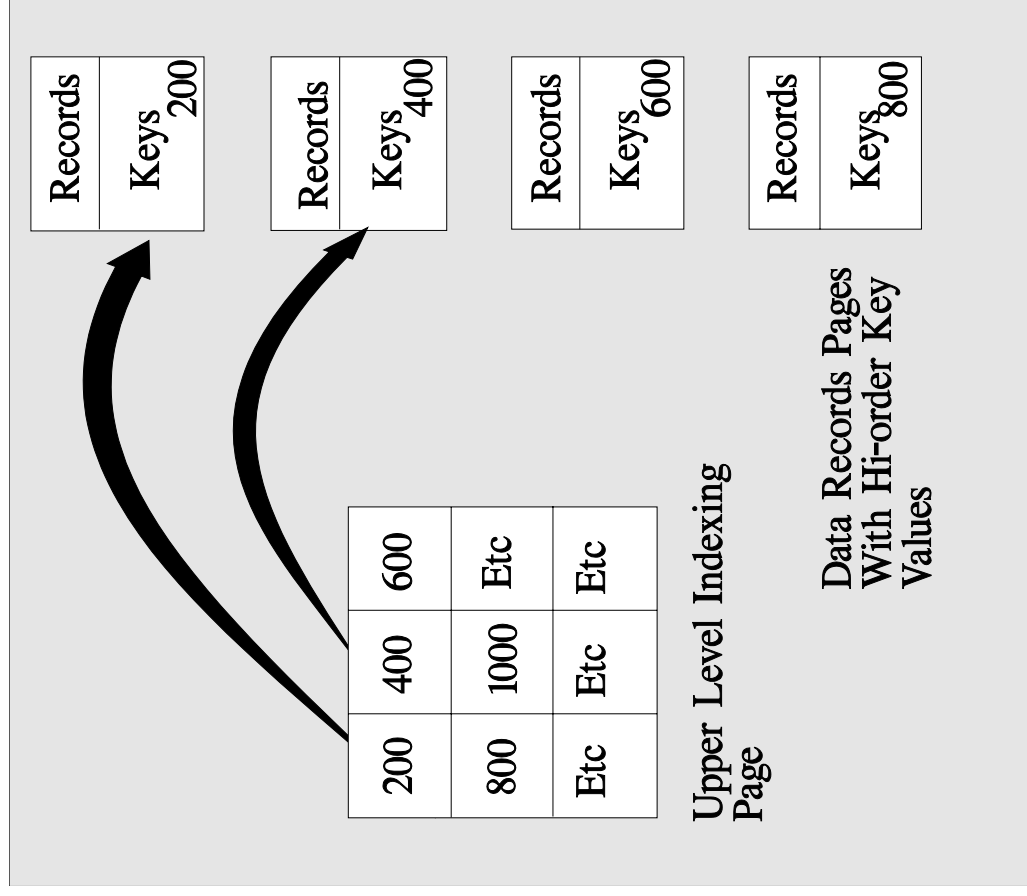 200 400 600
800 1000 Etc
Etc Etc Etc
Upper Level Indexing
Page
Records
Keys
200
Records
Keys
400
Records
Keys
600
Records
Keys
800
Data Records Pages
With Hi-order Key
Values